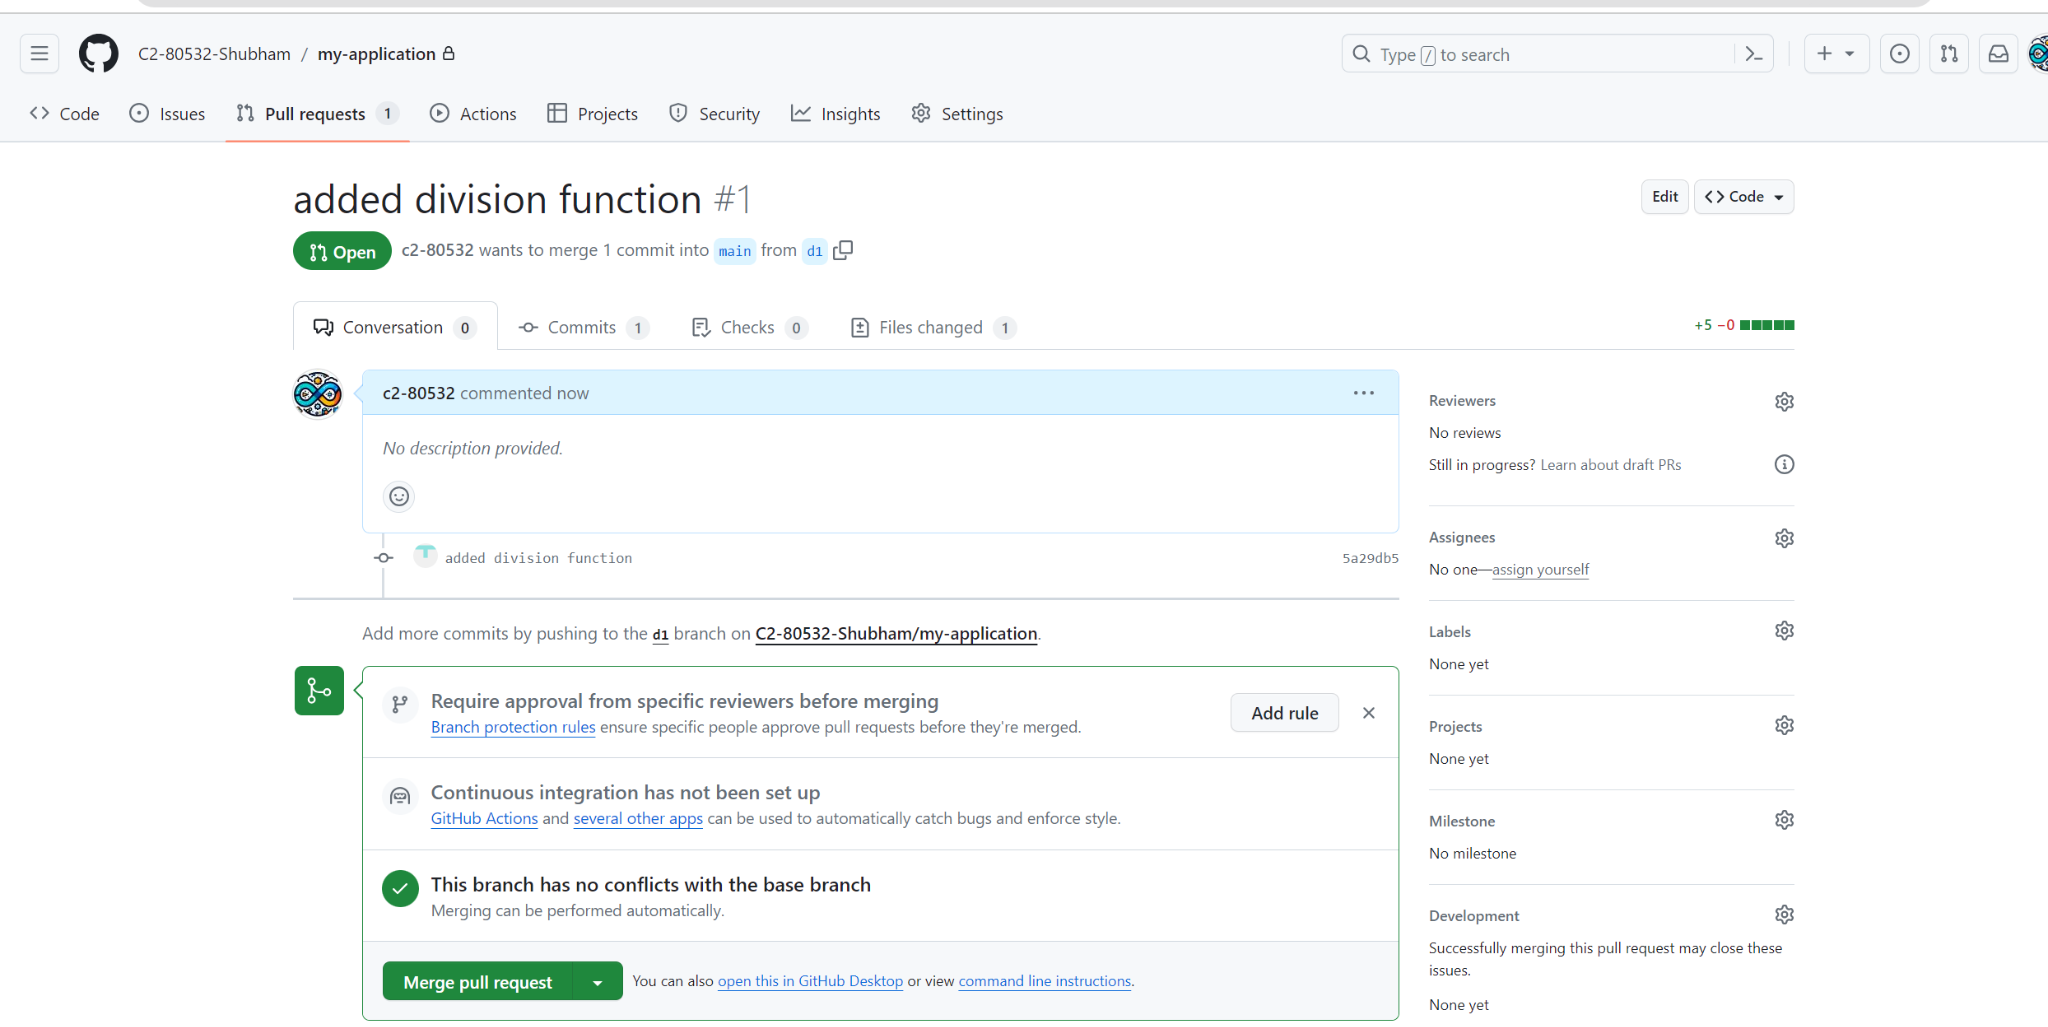 C2-80532-Shubham / my-application
Type / to search
Code Issues Pull requests 1 Actions Projects Security Insights Settings
added division function #1
Edit Code
Open c2-80532 wants to merge 1 commit into main from d1
Conversation 0 Commits 1 Checks 0 Files changed 1
+5 −0
c2-80532 commented now
No description provided.
added division function 5a29db5
Add more commits by pushing to the d1 branch on C2-80532-Shubham/my-application.
Require approval from specific reviewers before merging
Branch protection rules ensure specific people approve pull requests before they're merged.
Add rule
Continuous integration has not been set up
GitHub Actions and several other apps can be used to automatically catch bugs and enforce style.
This branch has no conflicts with the base branch
Merging can be performed automatically.
Merge pull request
You can also open this in GitHub Desktop or view command line instructions.
Reviewers
No reviews
Still in progress? Learn about draft PRs
Assignees
No one—assign yourself
Labels
None yet
Projects
None yet
Milestone
No milestone
Development
Successfully merging this pull request may close these
issues.
None yet